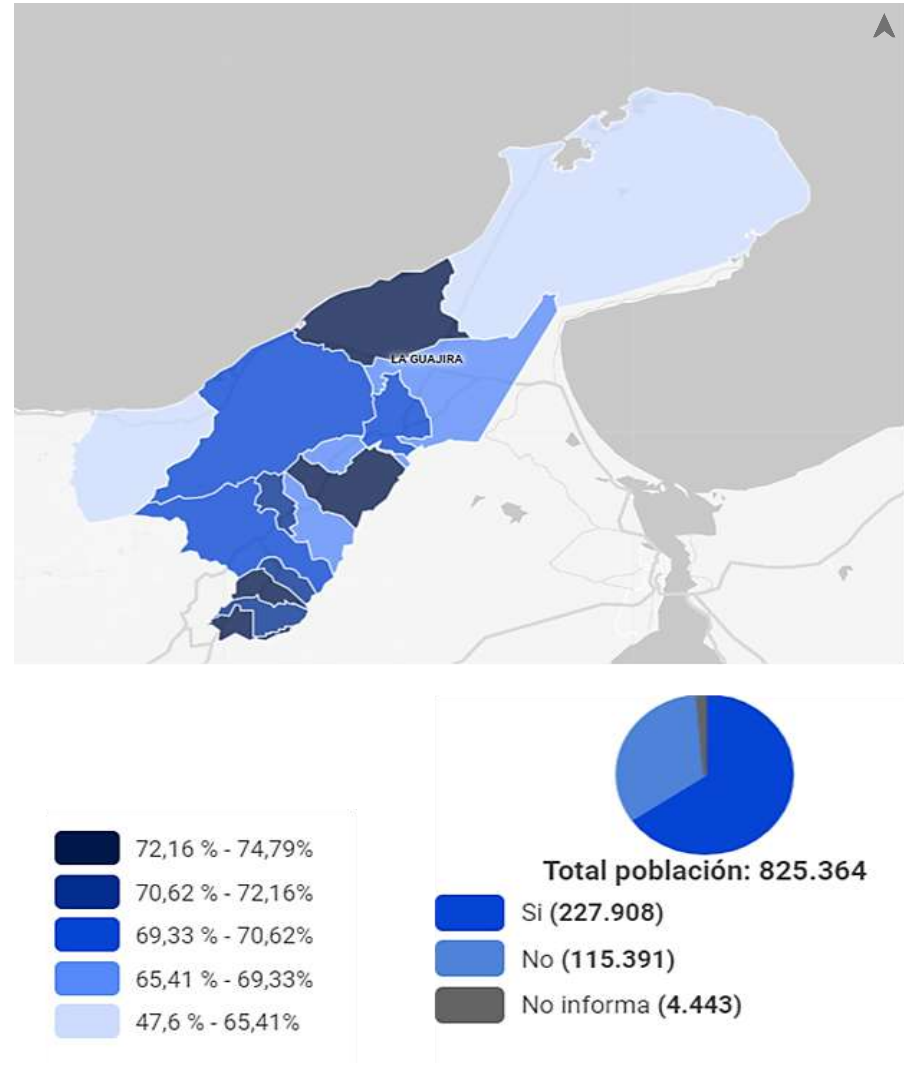 LA GUAJIRA
72,16 % - 74,79%
70,62 % - 72,16%
69,33 % - 70,62%
65,41 % - 69,33%
47,6 % - 65,41%
Total población: 825.364
Si (227.908)
No (115.391)
No informa (4.443)